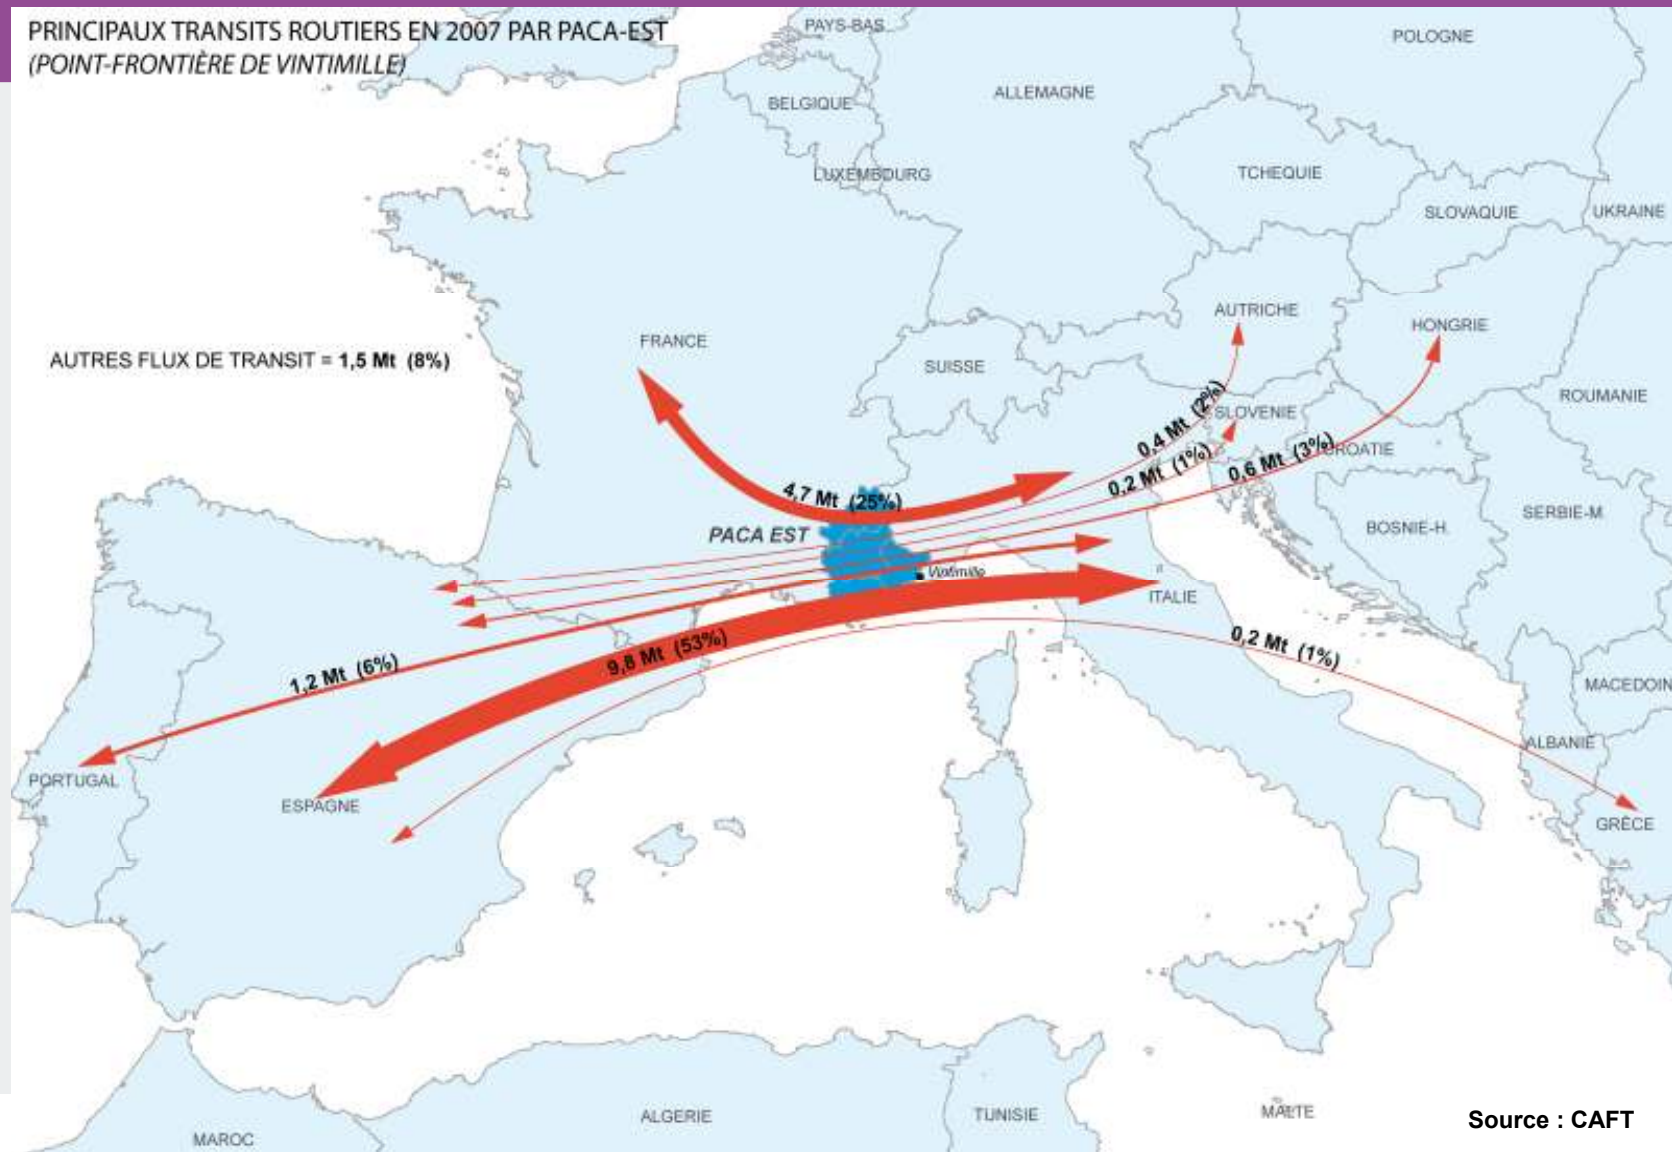 PRINCIPAUX TRANSITS ROUTIERS EN 2007 PAR PACA-EST
(POINT-FRONTIÈRE DE VINTIMILLE)
PAYS-BAS
POLOGNE
ALLEMAGNE
BELGIQUE
LUXEMBOURG
TCHEQUIE
SLOVAQUIE
UKRAINE
AUTRICHE
HONGRIE
FRANCE
AUTRES FLUX DE TRANSIT = 1,5 Mt (8%)
SUISSE
ROUMANIE
SLOVENIE
0,4 Mt (2%)
CROATIE
0,2 Mt (1%)
0,6 Mt (3%)
4,7 Mt (25%)
SERBIE-M.
BOSNIE-H.
PACA EST
Vintimille
ITALIE
0,2 Mt (1%)
9,8 Mt (53%)
1,2 Mt (6%)
MACEDOIN
ALBANIE
PORTUGAL
ESPAGNE
GRÈCE
ALGERIE
TUNISIE
MALTE
MAROC
Source : CAFT